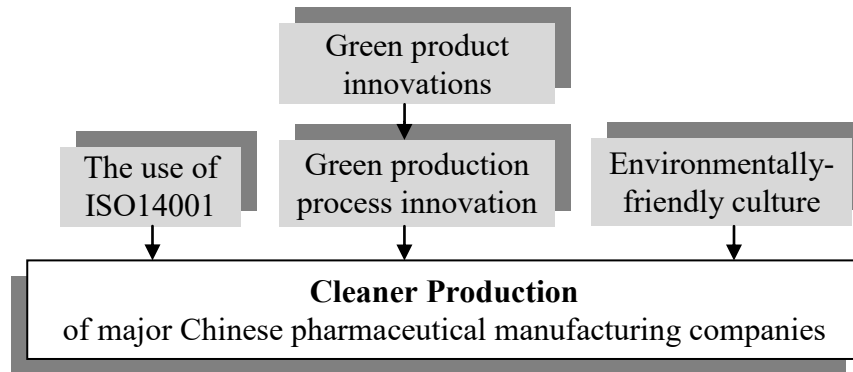 Green product
innovations
The use of
ISO14001
Green production
process innovation
Environmentally-
friendly culture
Cleaner Production
of major Chinese pharmaceutical manufacturing companies